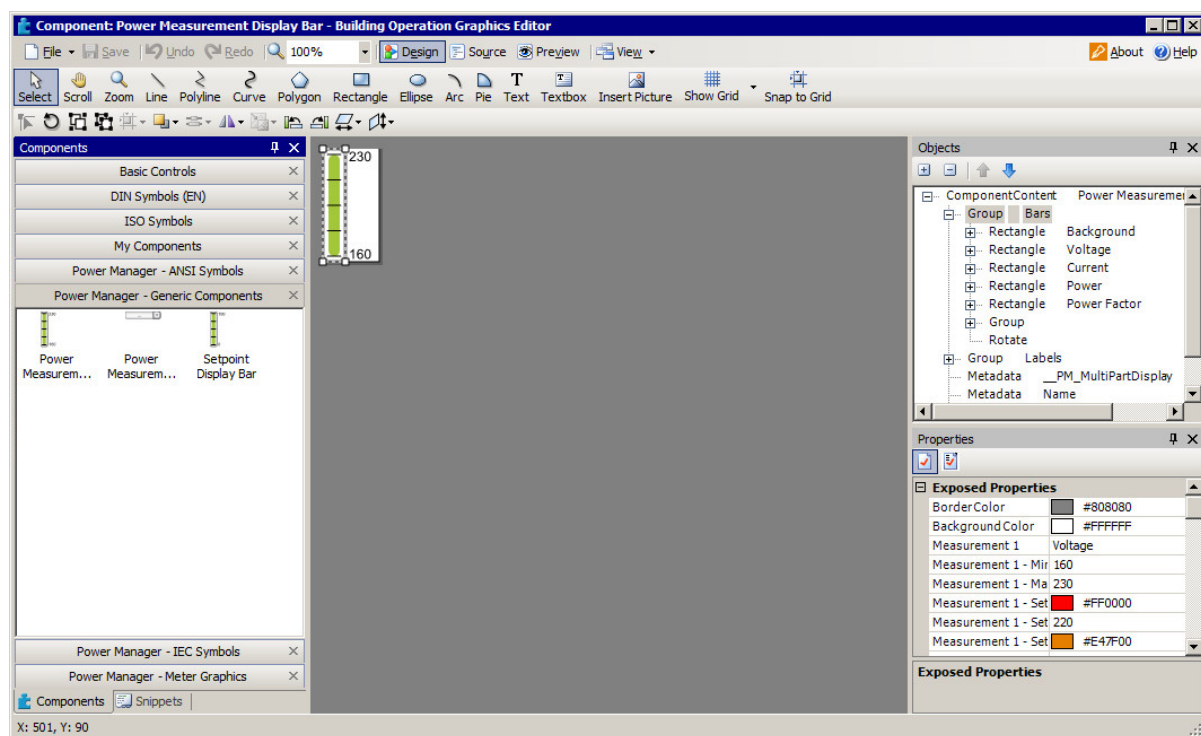 Component: Power Measurement Display Bar - Building Operation Graphics Editor
File Save Undo Redo 100% Design Source Preview View About Help
Select Scroll Zoom Line Polyline Curve Polygon Rectangle Ellipse Arc Pie Text Textbox Insert Picture Show Grid Snap to Grid
Components
Basic Controls
DIN Symbols (EN)
ISO Symbols
My Components
Power Manager - ANSI Symbols
Power Manager - Generic Components
Power Measurem...
Power Measurem...
Setpoint Display Bar
Power Manager - IEC Symbols
Power Manager - Meter Graphics
Components Snippets
X: 501, Y: 90
230
160
Objects
ComponentContent Power Measuremer
Group Bars
Rectangle Background
Rectangle Voltage
Rectangle Current
Rectangle Power
Rectangle Power Factor
Group
Rotate
Group Labels
Metadata __PM_MultiPartDisplay
Metadata Name
Properties
Exposed Properties
BorderColor #808080
BackgroundColor #FFFFFF
Measurement 1 Voltage
Measurement 1 - Mir 160
Measurement 1 - Ma 230
Measurement 1 - Set #FF0000
Measurement 1 - Set 220
Measurement 1 - Set #E47F00
Exposed Properties